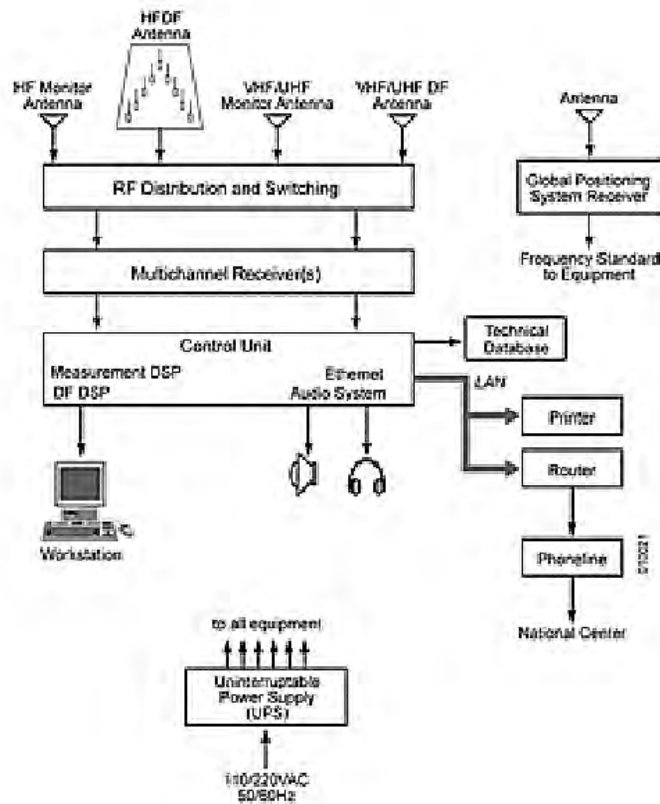 HFDF
Antenna
HF Monitor
Antenna
VHF/UHF
Monitor Antenna
VHF/UHF DF
Antenna
Antenna
RF Distribution and Switching
Global Positioning
System Receiver
Multichannel Receiver(s)
Frequency Standard
to Equipment
Control Unit
Measurement DSP
DF DSP
Ethernet
Audio System
Technical
Database
LAN
Printer
Router
Workstation
Phoneline
010021
National Center
to all equipment
Uninterruptable
Power Supply
(UPS)
110/220VAC
50/60Hz